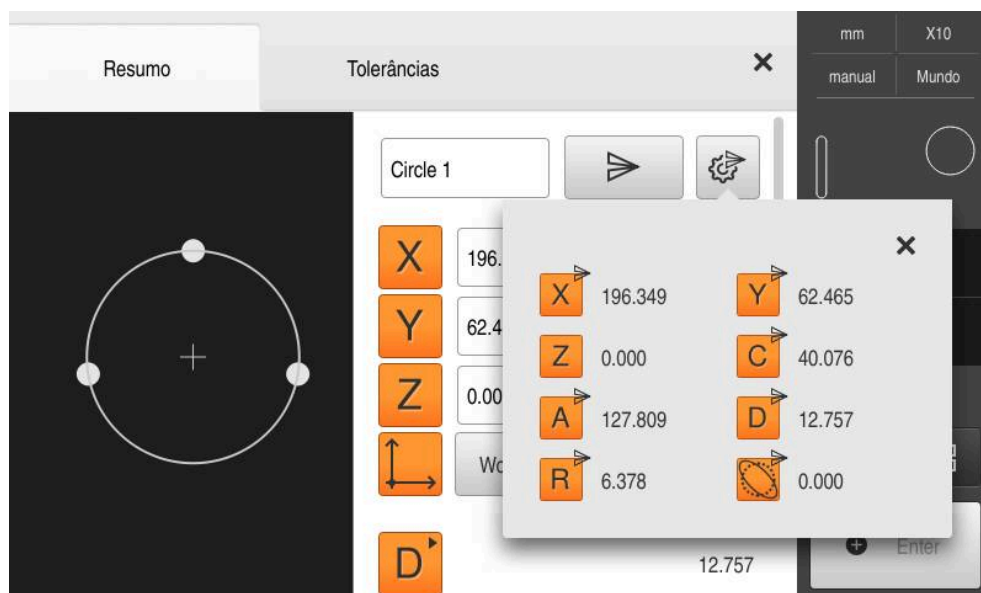 Resumo
Tolerâncias
mm
X10
manual
Mundo
Circle 1
X
196.
Y
62.4
Z
0.00
Wo
D
12.757
X
196.349
Y
62.465
Z
0.000
C
40.076
A
127.809
D
12.757
R
6.378
0.000
Enter